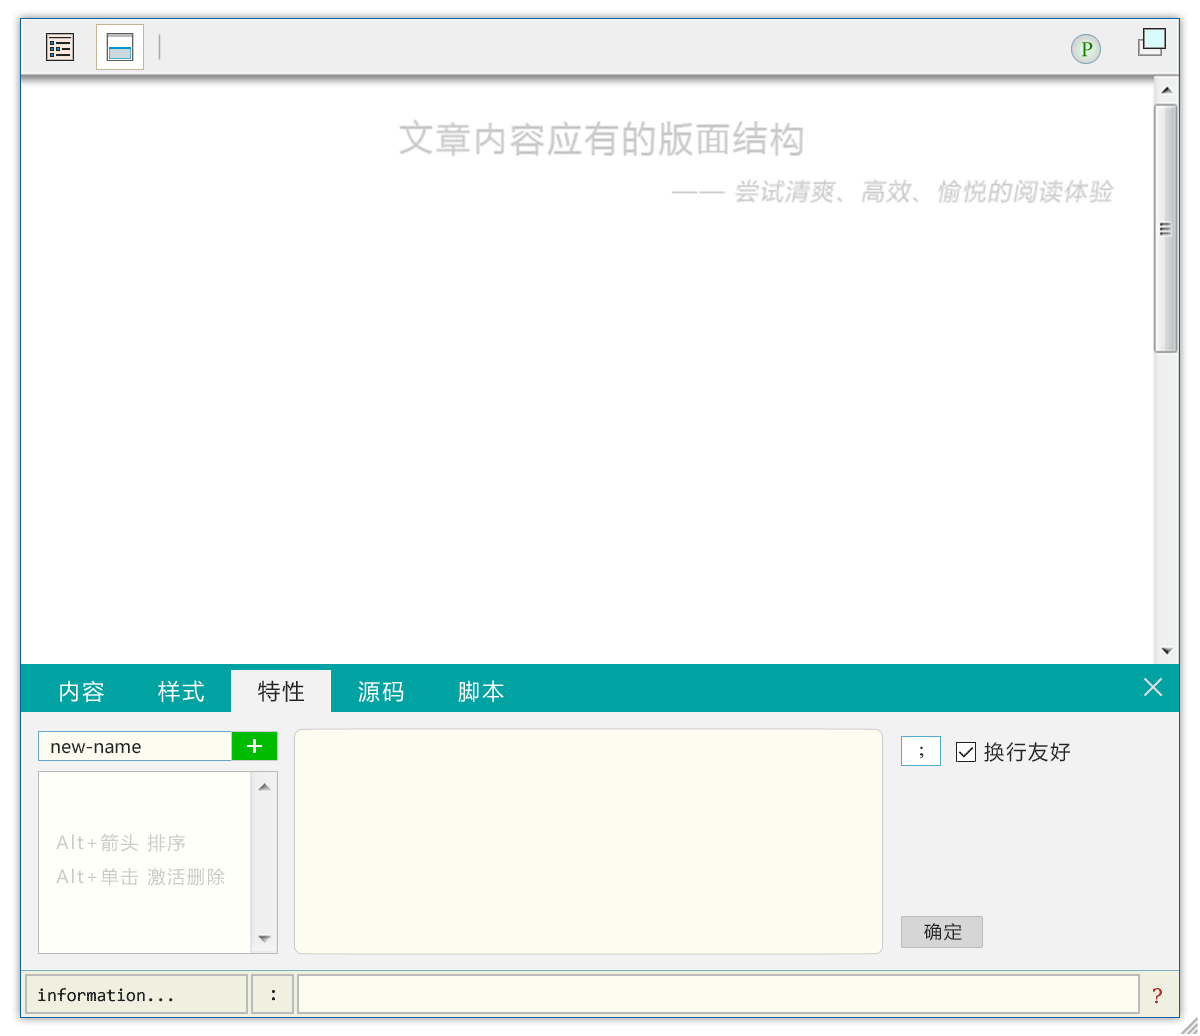 P
文章内容应有的版面结构
—— 尝试清爽、高效、愉悦的阅读体验
内容 样式 特性 源码 脚本
new-name +
; 换行友好
Alt+箭头 排序
Alt+单击 激活删除
确定
information... : ?